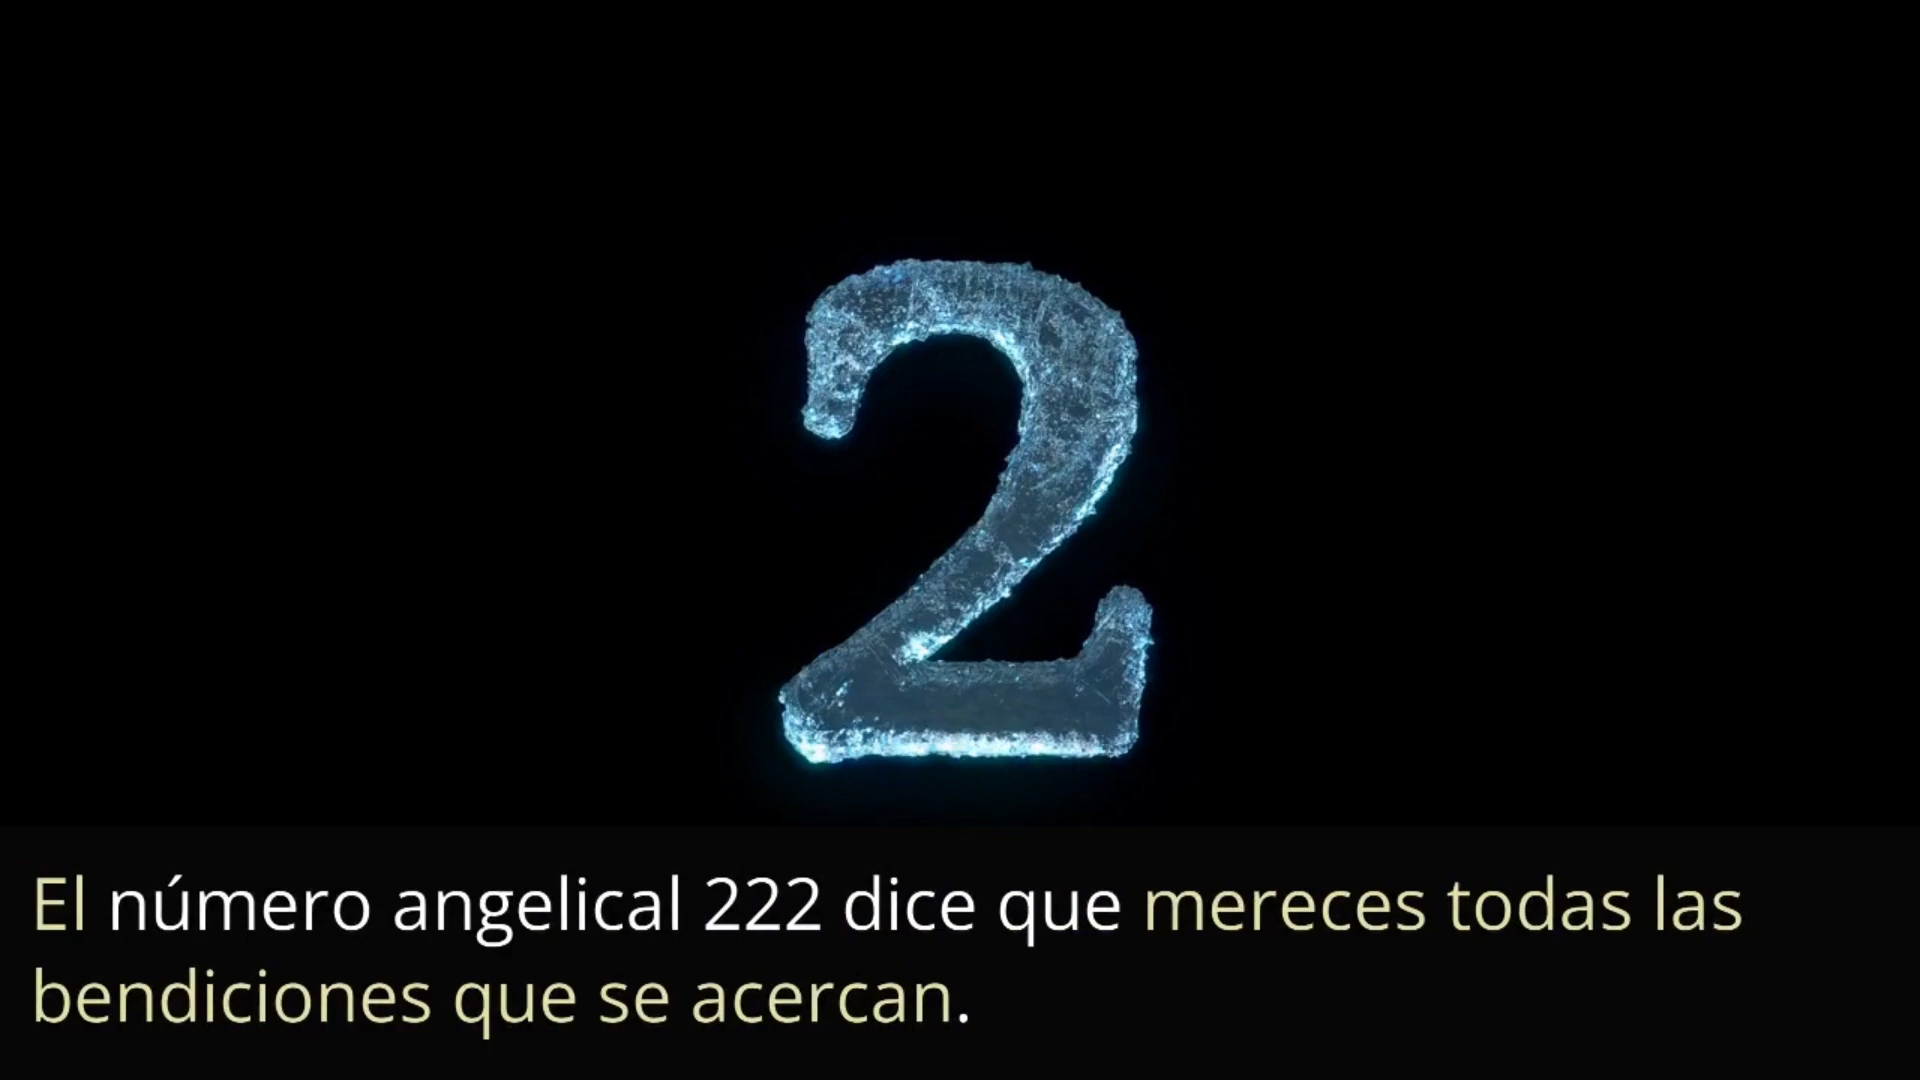 2
El número angelical 222 dice que mereces todas las
bendiciones que se acercan.